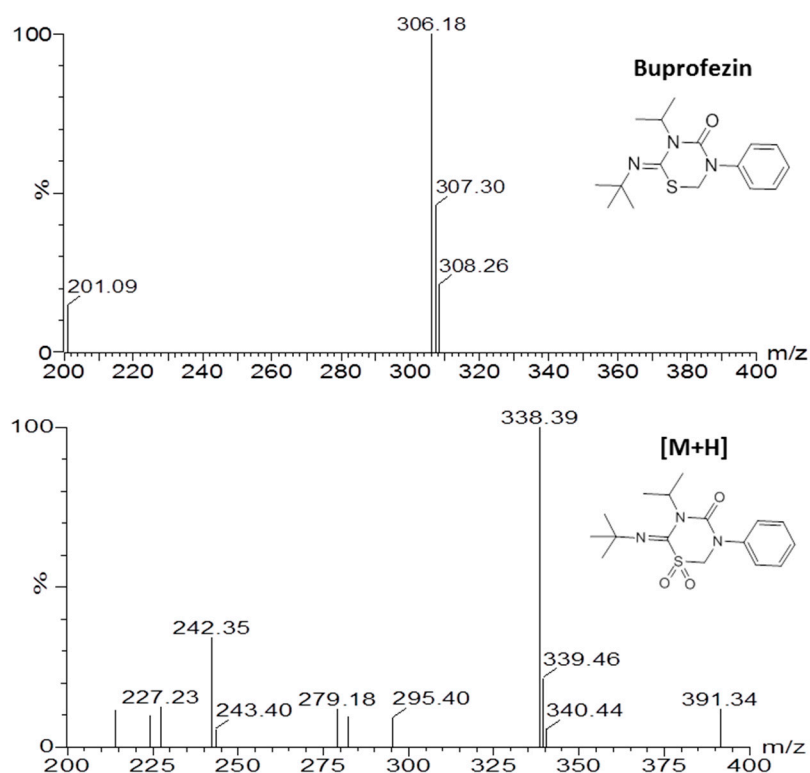 100
%
0
306.18
307.30
308.26
201.09
200 220 240 260 280 300 320 340 360 380 400 m/z
Buprofezin
O
N
N
N
S
100
%
0
338.39
339.46
340.44
242.35
243.40
227.23
279.18
295.40
391.34
200 225 250 275 300 325 350 375 400 m/z
[M+H]
O
N
N
N
S
O O